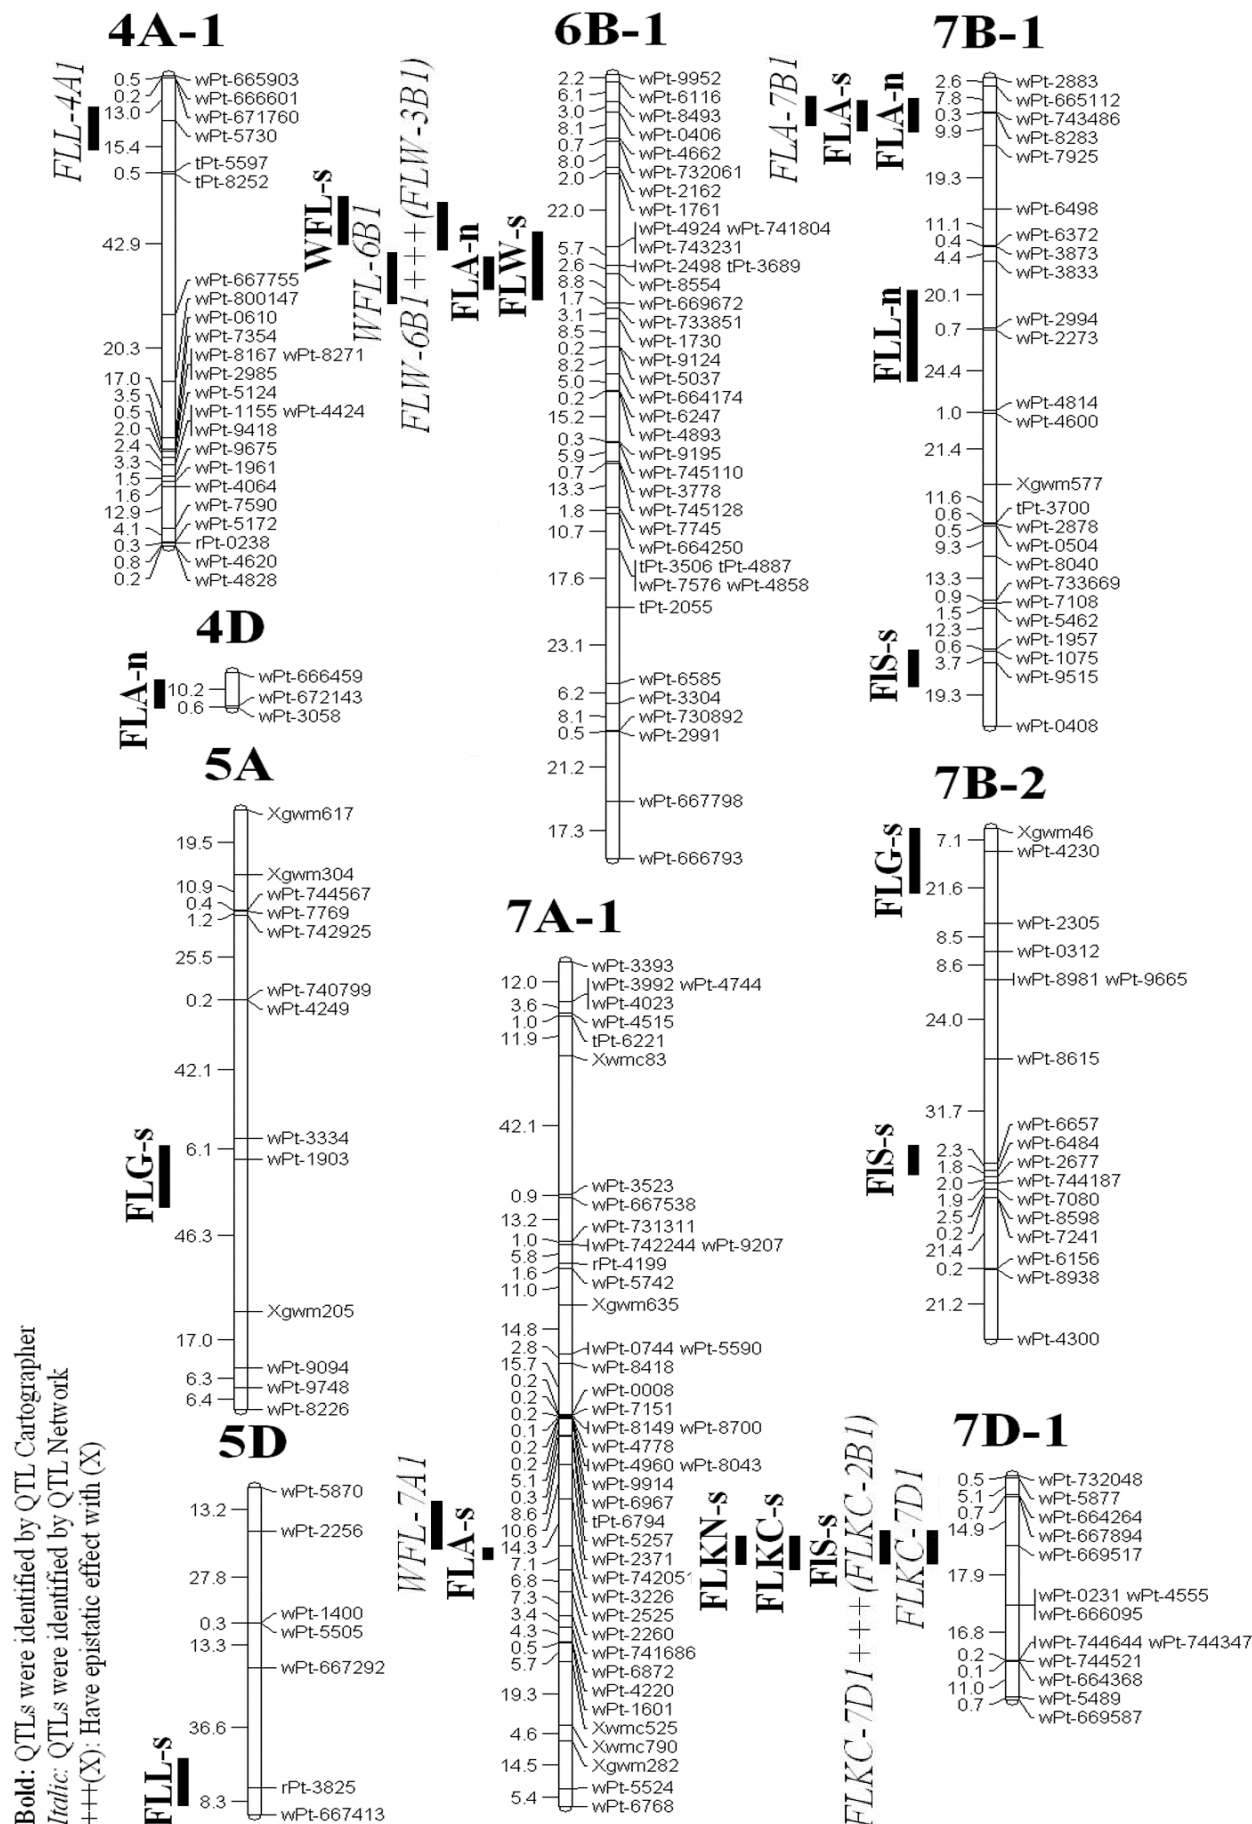 4A-1
FLL-4A1
0.5
0.2
13.0
15.4
0.5
42.9
20.3
17.0
3.5
0.5
2.0
2.4
3.3
1.5
1.6
12.9
4.1
0.3
0.8
0.2
wPt-665903
wPt-666601
wPt-671760
wPt-5730
tPt-5597
tPt-8252
wPt-667755
wPt-800147
wPt-0610
wPt-7354
wPt-8167 wPt-8271
wPt-2985
wPt-5124
wPt-1155 wPt-4424
wPt-9418
wPt-9675
wPt-1961
wPt-4064
wPt-7590
wPt-5172
rPt-0238
wPt-4620
wPt-4828
4D
FLA-n
10.2
0.6
wPt-666459
wPt-672143
wPt-3058
5A
FLG-s
19.5
10.9
0.4
1.2
25.5
0.2
42.1
6.1
46.3
17.0
6.3
6.4
Xgwm617
Xgwm304
wPt-744567
wPt-7769
wPt-742925
wPt-740799
wPt-4249
wPt-3334
wPt-1903
Xgwm205
wPt-9094
wPt-9748
wPt-8226
5D
FLL-s
13.2
27.8
0.3
13.3
36.6
8.3
wPt-5870
wPt-2256
wPt-1400
wPt-5505
wPt-667292
rPt-3825
wPt-667413
6B-1
WFL-s
WFL-6B1
FLW-6B1+++(FLW-3B1)
FLA-n
FLW-s
2.2
6.1
3.0
8.1
0.7
8.0
2.0
22.0
5.7
2.6
8.8
1.7
3.1
8.5
0.2
8.2
5.0
0.2
15.2
0.3
5.9
0.7
13.3
1.8
10.7
17.6
23.1
6.2
8.1
0.5
21.2
17.3
wPt-9952
wPt-6116
wPt-8493
wPt-0406
wPt-4662
wPt-732061
wPt-2162
wPt-1761
wPt-4924 wPt-741804
wPt-743231
wPt-2498 tPt-3689
wPt-8554
wPt-669672
wPt-733851
wPt-1730
wPt-9124
wPt-5037
wPt-664174
wPt-6247
wPt-4893
wPt-9195
wPt-745110
wPt-3778
wPt-745128
wPt-7745
wPt-664250
tPt-3506 tPt-4887
wPt-7576 wPt-4858
tPt-2055
wPt-6585
wPt-3304
wPt-730892
wPt-2991
wPt-667798
wPt-666793
7A-1
WFL-7A1
FLA-s
12.0
3.6
1.0
11.9
42.1
0.9
13.2
1.0
5.8
1.6
11.0
14.8
2.8
15.7
0.2
0.2
0.2
0.1
0.2
0.2
5.1
0.3
8.6
10.6
14.3
7.1
6.8
7.3
3.4
4.3
0.5
5.7
19.3
4.6
14.5
5.4
wPt-3393
wPt-3992 wPt-4744
wPt-4023
wPt-4515
tPt-6221
Xwmc83
wPt-3523
wPt-667538
wPt-731311
wPt-742244 wPt-9207
rPt-4199
wPt-5742
Xgwm635
wPt-0744 wPt-5590
wPt-8418
wPt-0008
wPt-7151
wPt-8149 wPt-8700
wPt-4778
wPt-4960 wPt-8043
wPt-9914
wPt-6967
tPt-6794
wPt-5257
wPt-2371
wPt-742051
wPt-3226
wPt-2525
wPt-2260
wPt-741686
wPt-6872
wPt-4220
wPt-1601
Xwmc525
Xwmc790
Xgwm282
wPt-5524
wPt-6768
7B-1
FLA-7B1
FLA-s
FLA-n
FLL-n
FlS-s
2.6
7.8
0.3
9.9
19.3
11.1
0.4
4.4
20.1
0.7
24.4
1.0
21.4
11.6
0.6
0.5
9.3
13.3
0.9
1.5
12.3
0.6
3.7
19.3
wPt-2883
wPt-665112
wPt-743486
wPt-8283
wPt-7925
wPt-6498
wPt-6372
wPt-3873
wPt-3833
wPt-2994
wPt-2273
wPt-4814
wPt-4600
Xgwm577
tPt-3700
wPt-2878
wPt-0504
wPt-8040
wPt-733669
wPt-7108
wPt-5462
wPt-1957
wPt-1075
wPt-9515
wPt-0408
7B-2
FLG-s
FlS-s
7.1
21.6
8.5
8.6
24.0
31.7
2.3
1.8
2.0
1.9
2.5
0.2
21.4
0.2
21.2
Xgwm46
wPt-4230
wPt-2305
wPt-0312
wPt-8981 wPt-9665
wPt-8615
wPt-6657
wPt-6484
wPt-2677
wPt-744187
wPt-7080
wPt-8598
wPt-7241
wPt-6156
wPt-8938
wPt-4300
7D-1
FLKN-s
FLKC-s
FlS-s
FLKC-7D1+++(FLKC-2B1)
FLKC-7D1
0.5
5.1
0.7
14.9
17.9
16.8
0.2
0.1
11.0
0.7
wPt-732048
wPt-5877
wPt-664264
wPt-667894
wPt-669517
wPt-0231 wPt-4555
wPt-666095
wPt-744644 wPt-744347
wPt-744521
wPt-664368
wPt-5489
wPt-669587
Bold: QTLs were identified by QTL Cartographer
Italic: QTLs were identified by QTL Network
+++(X): Have epistatic effect with (X)